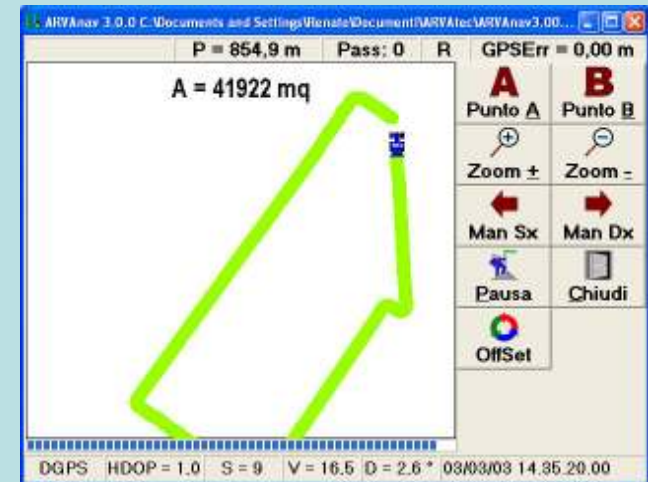 ARVAnav 3.0.0 C:\Documents and Settings\Renate\Documenti\ARVAtec\ARVAnav3.00...
P = 854,9 m Pass: 0 R GPSErr = 0,00 m
A = 41922 mq
A B
Punto A Punto B
Zoom + Zoom -
Man Sx Man Dx
Pausa Chiudi
OffSet
DGPS HDOP = 1.0 S = 9 V = 16.5 D = 2.6 ° 03/03/03 14.35.20.00